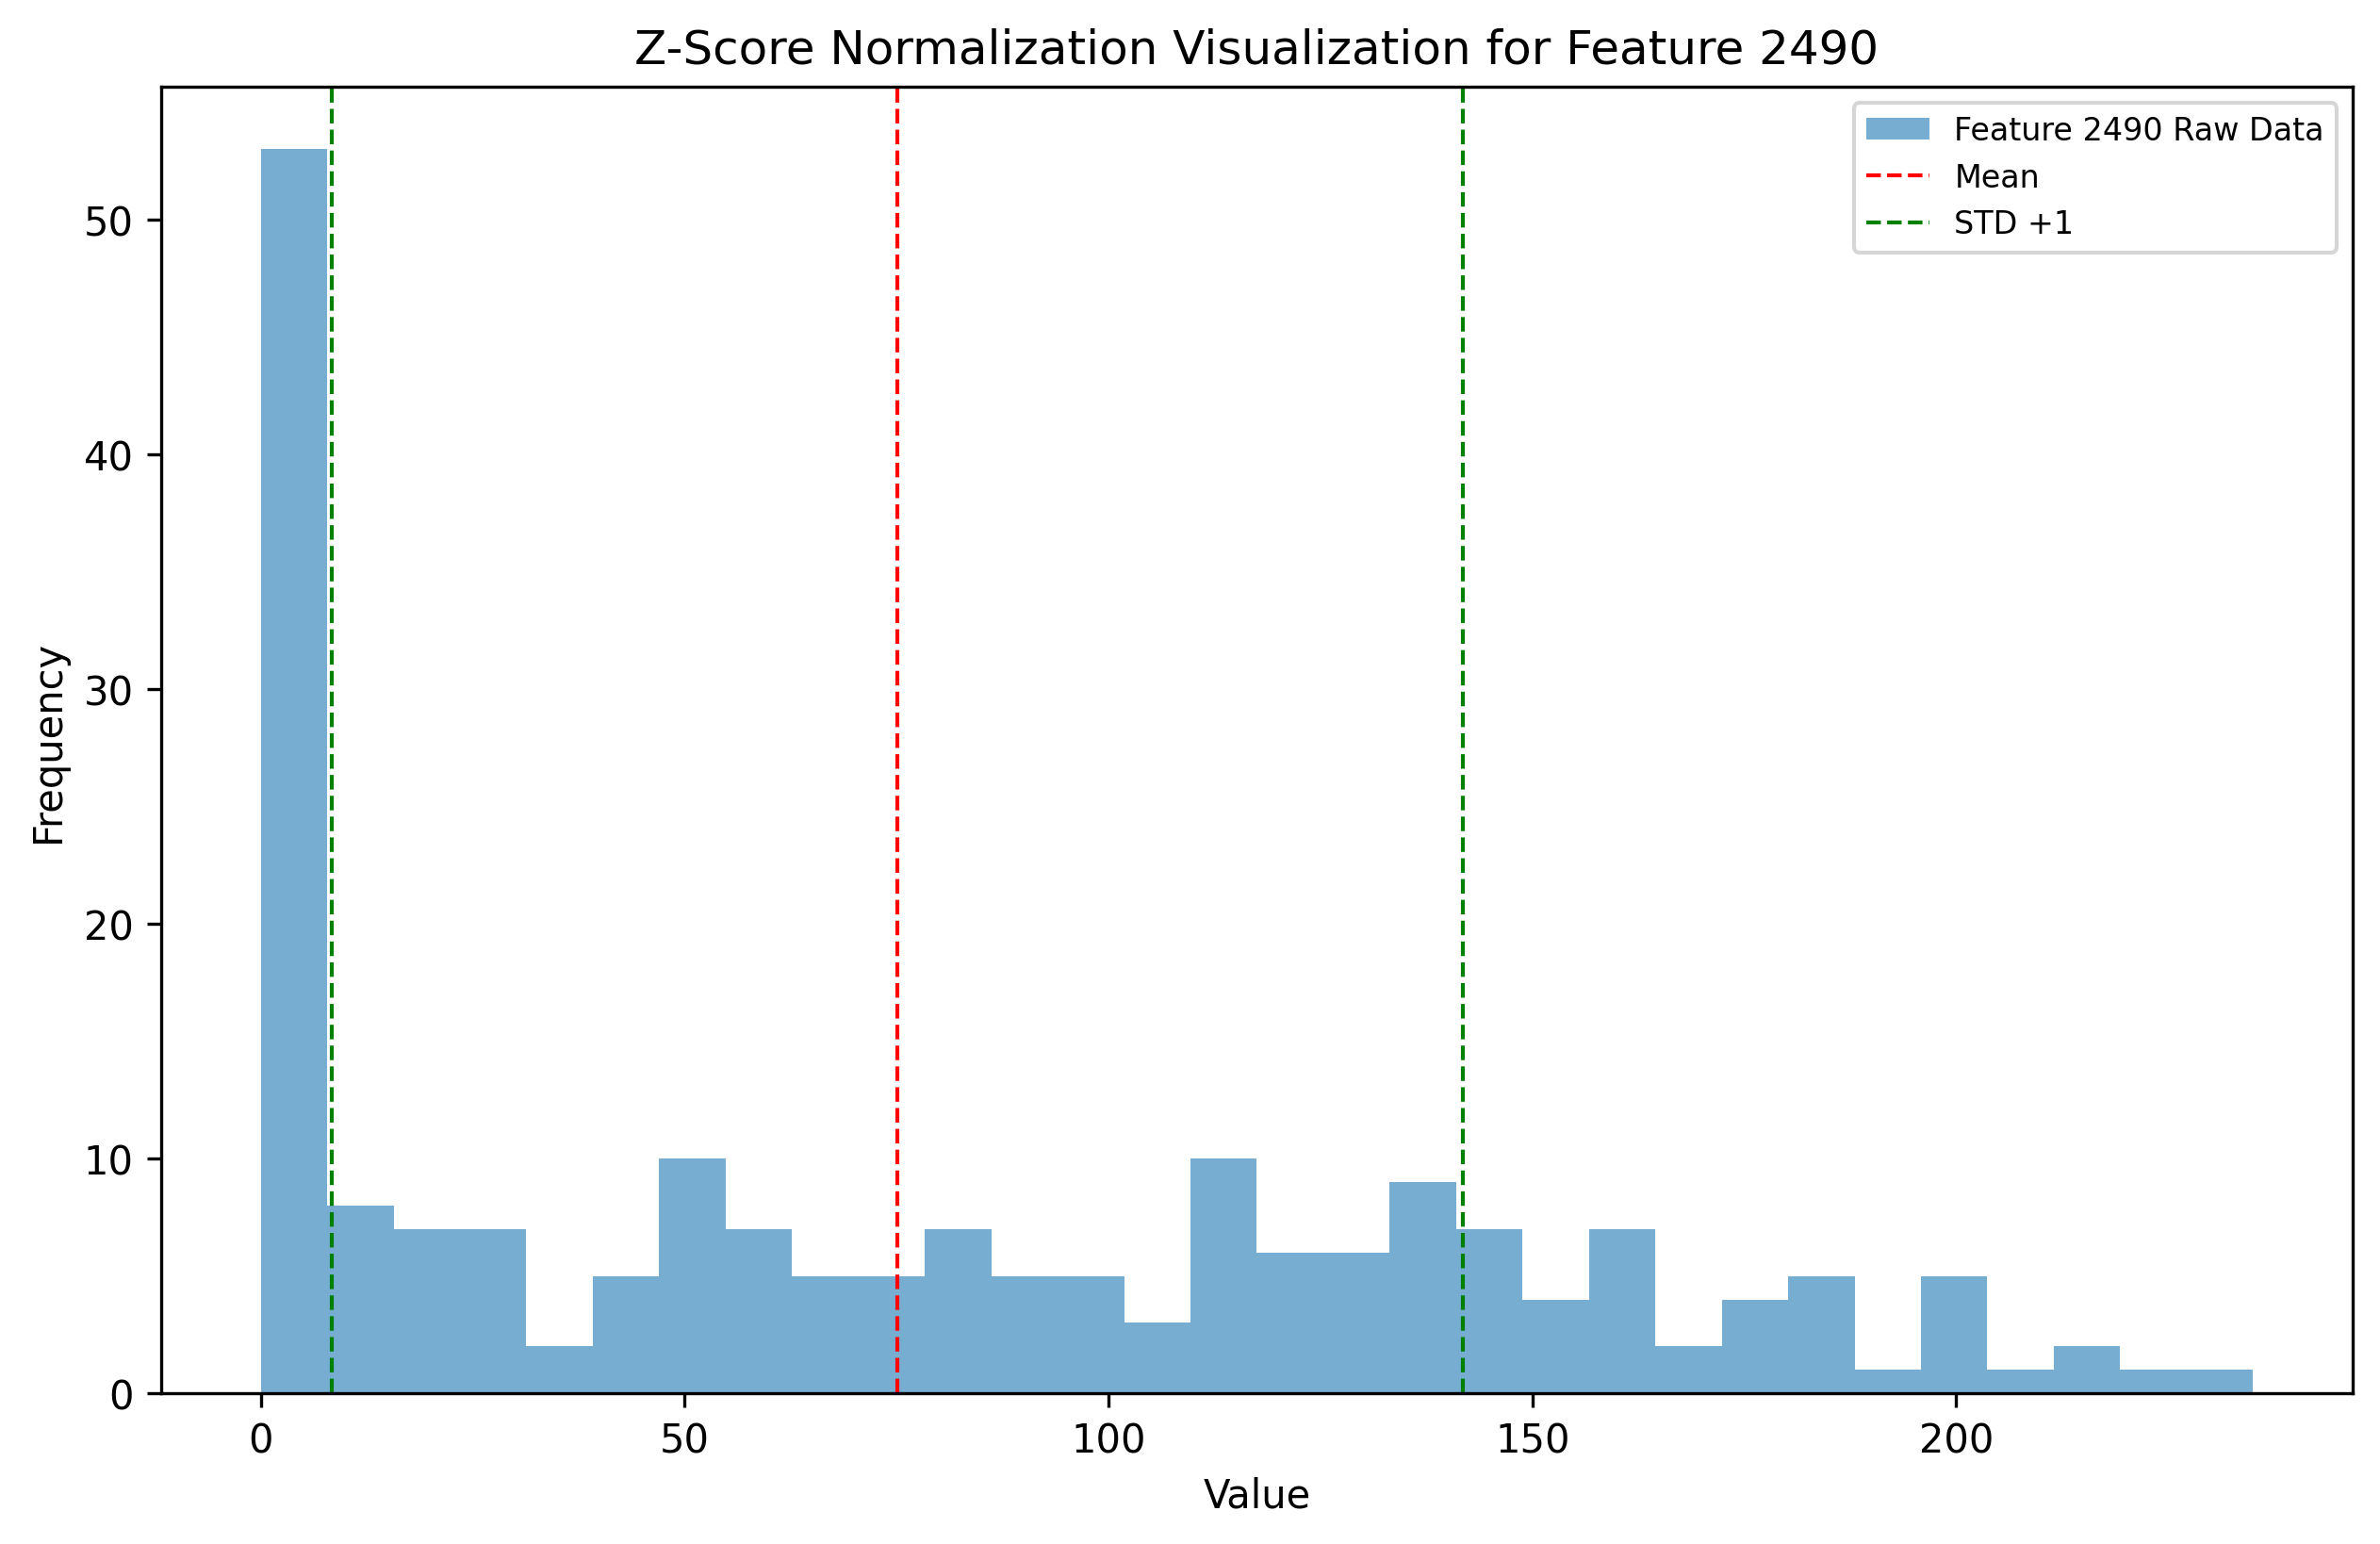 Z-Score Normalization Visualization for Feature 2490
Feature 2490 Raw Data
Mean
STD +1
50
40
30
20
10
0
Frequency
0 50 100 150 200
Value